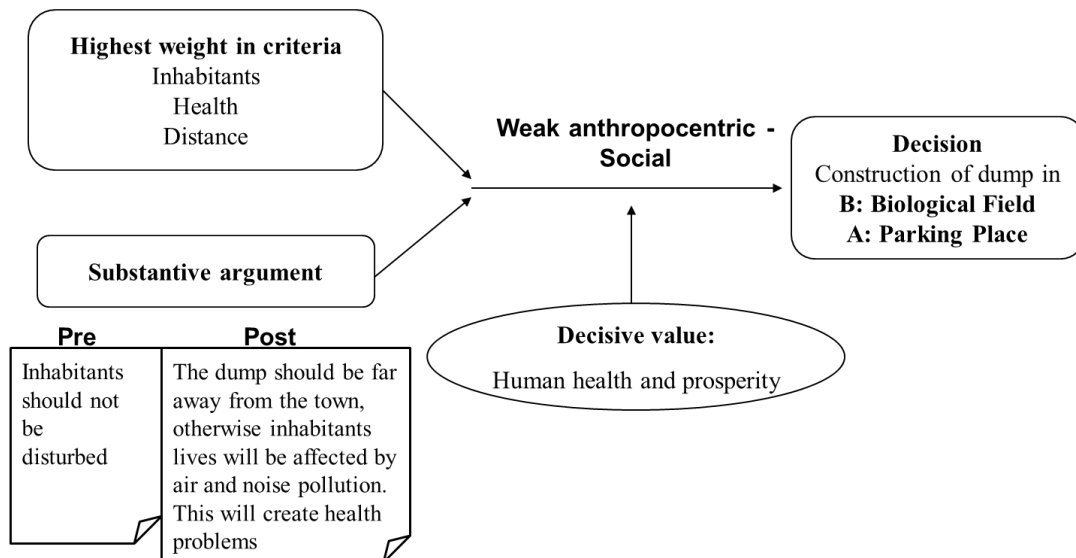 Highest weight in criteria
Inhabitants
Health
Distance
Weak anthropocentric -
Social
Decision
Construction of dump in
B: Biological Field
A: Parking Place
Substantive argument
Decisive value:
Human health and prosperity
Pre
Inhabitants
should not
be
disturbed
Post
The dump should be far
away from the town,
otherwise inhabitants
lives will be affected by
air and noise pollution.
This will create health
problems